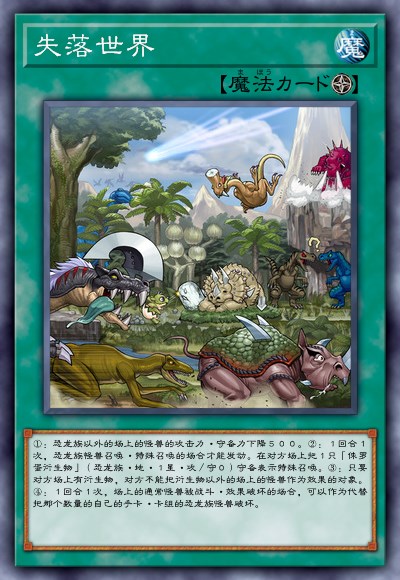 失落世界
魔
【魔法カード】
まほう
①：恐龙族以外的场上的怪兽的攻击力·守备力下降５００。②：１回合１
次，恐龙族怪兽召唤·特殊召唤的场合才能发动。在对方场上把１只「侏罗
蛋衍生物」（恐龙族·地·１星·攻／守０）守备表示特殊召唤。③：只要
对方场上有衍生物，对方不能把衍生物以外的场上的怪兽作为效果的对象。
④：１回合１次，场上的通常怪兽被战斗·效果破坏的场合，可以作为代替
把那个数量的自己的手卡·卡组的恐龙族怪兽破坏。